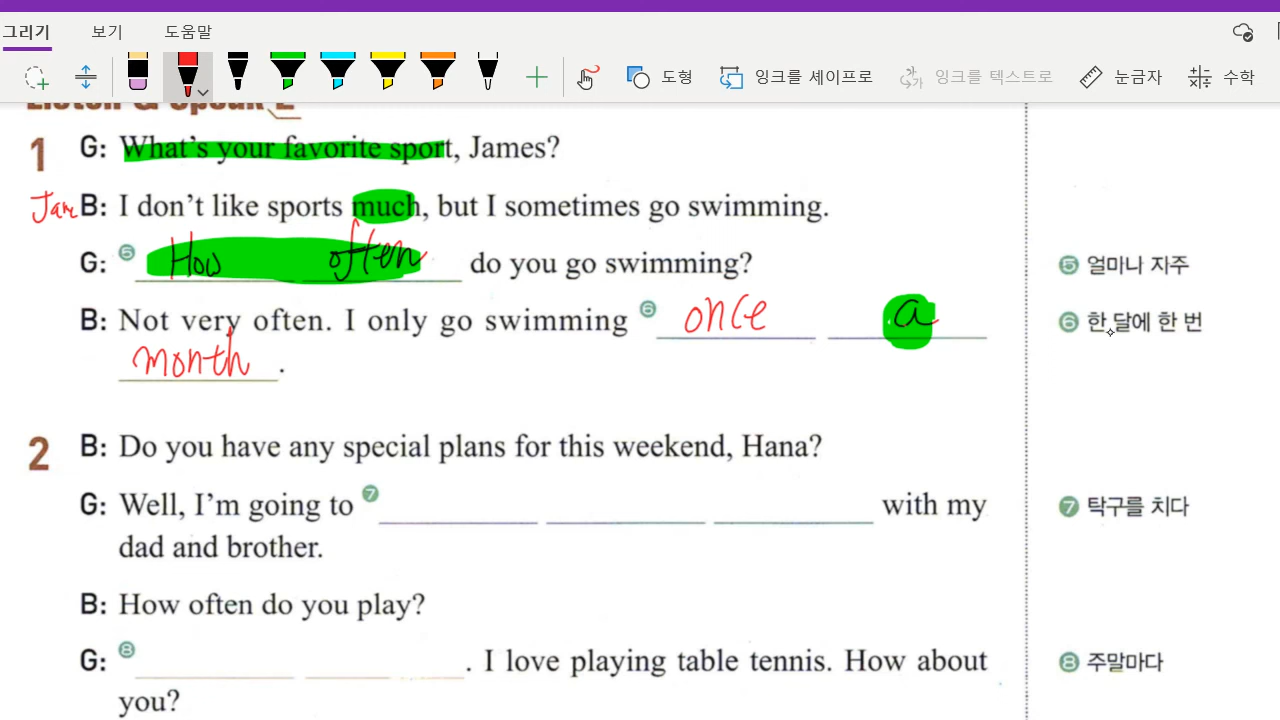 그리기 보기 도움말
도형 잉크를 셰이프로 잉크를 텍스트로 눈금자 수학
Listen & Speak 2
1 G: What's your favorite sport, James?
Jam B: I don't like sports much, but I sometimes go swimming.
G: ⑥ How often do you go swimming? ⑤ 얼마나 자주
B: Not very often. I only go swimming ⑥ once a ⑥ 한 달에 한 번
month.
2 B: Do you have any special plans for this weekend, Hana?
G: Well, I'm going to ⑦ with my ⑦ 탁구를 치다
dad and brother.
B: How often do you play?
G: ⑧ . I love playing table tennis. How about ⑧ 주말마다
you?